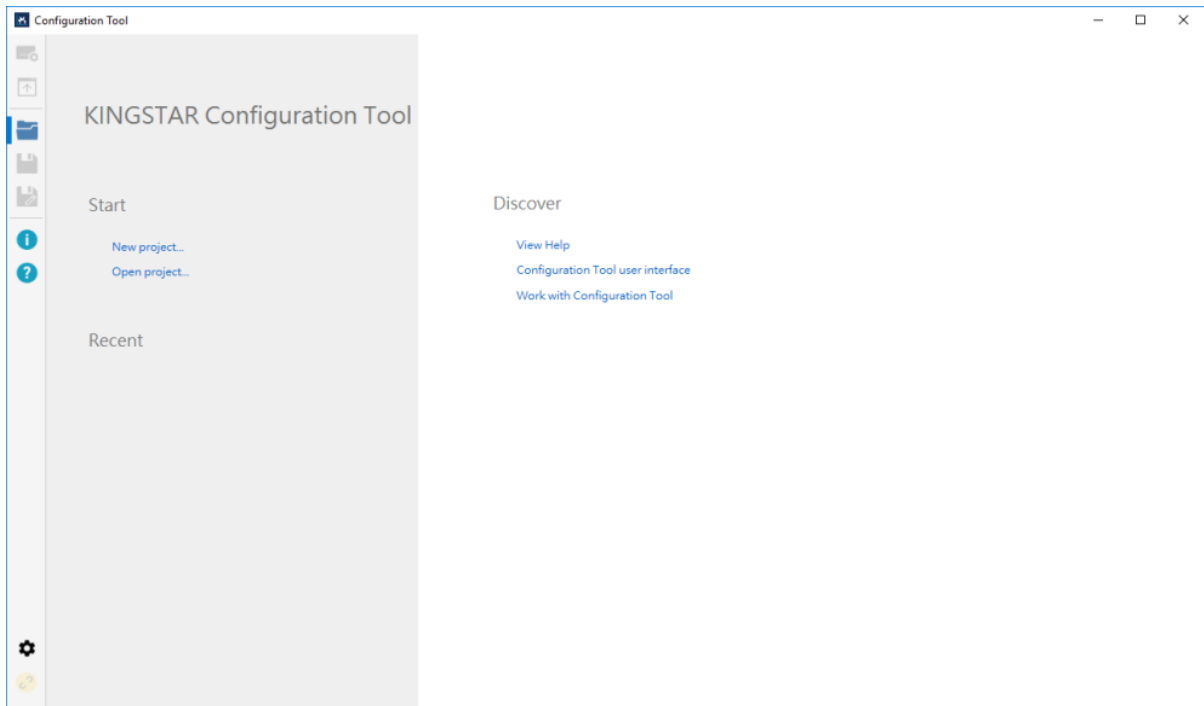 Configuration Tool
KINGSTAR Configuration Tool
Start
New project...
Open project...
Recent
Discover
View Help
Configuration Tool user interface
Work with Configuration Tool